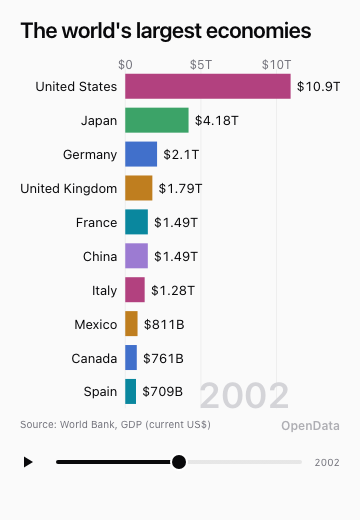 The world's largest economies
$0 $5T $10T
United States $10.9T
Japan $4.18T
Germany $2.1T
United Kingdom $1.79T
France $1.49T
China $1.49T
Italy $1.28T
Mexico $811B
Canada $761B
Spain $709B
2002
Source: World Bank, GDP (current US$) OpenData
2002